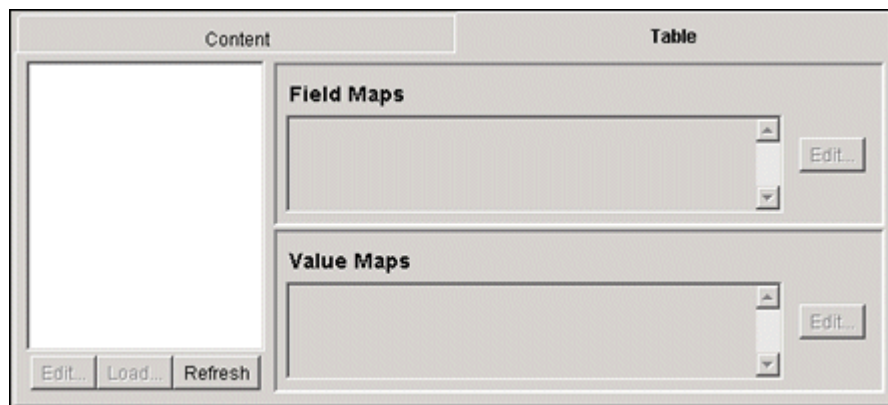 Content
Table
Field Maps
Edit...
Value Maps
Edit...
Edit... Load... Refresh